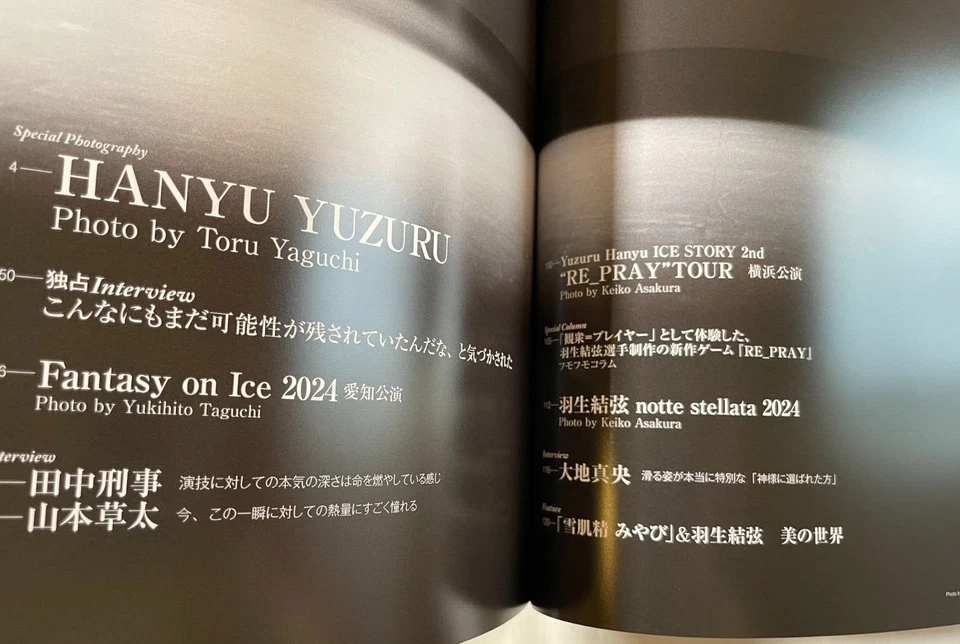 Special Photography
4—HANYU YUZURU
Photo by Toru Yaguchi
50—独占Interview
こんなにもまだ可能性が残されていたんだな、と気づかされた
6—Fantasy on Ice 2024 愛知公演
Photo by Yukihito Taguchi
terview
—田中刑事 演技に対しての本気の深さは命を燃やしている感じ
—山本草太 今、この一瞬に対しての熱量にすごく憧れる
Yuzuru Hanyu ICE STORY 2nd
“RE_PRAY”TOUR 横浜公演
Photo by Keiko Asakura
Special Column
「観衆=プレイヤー」として体験した、
羽生結弦選手制作の新作ゲーム「RE_PRAY」
フモフモコラム
羽生結弦 notte stellata 2024
Photo by Keiko Asakura
Interview
大地真央 滑る姿が本当に特別な「神様に選ばれた方」
Feature
「雪肌精 みやび」&羽生結弦 美の世界